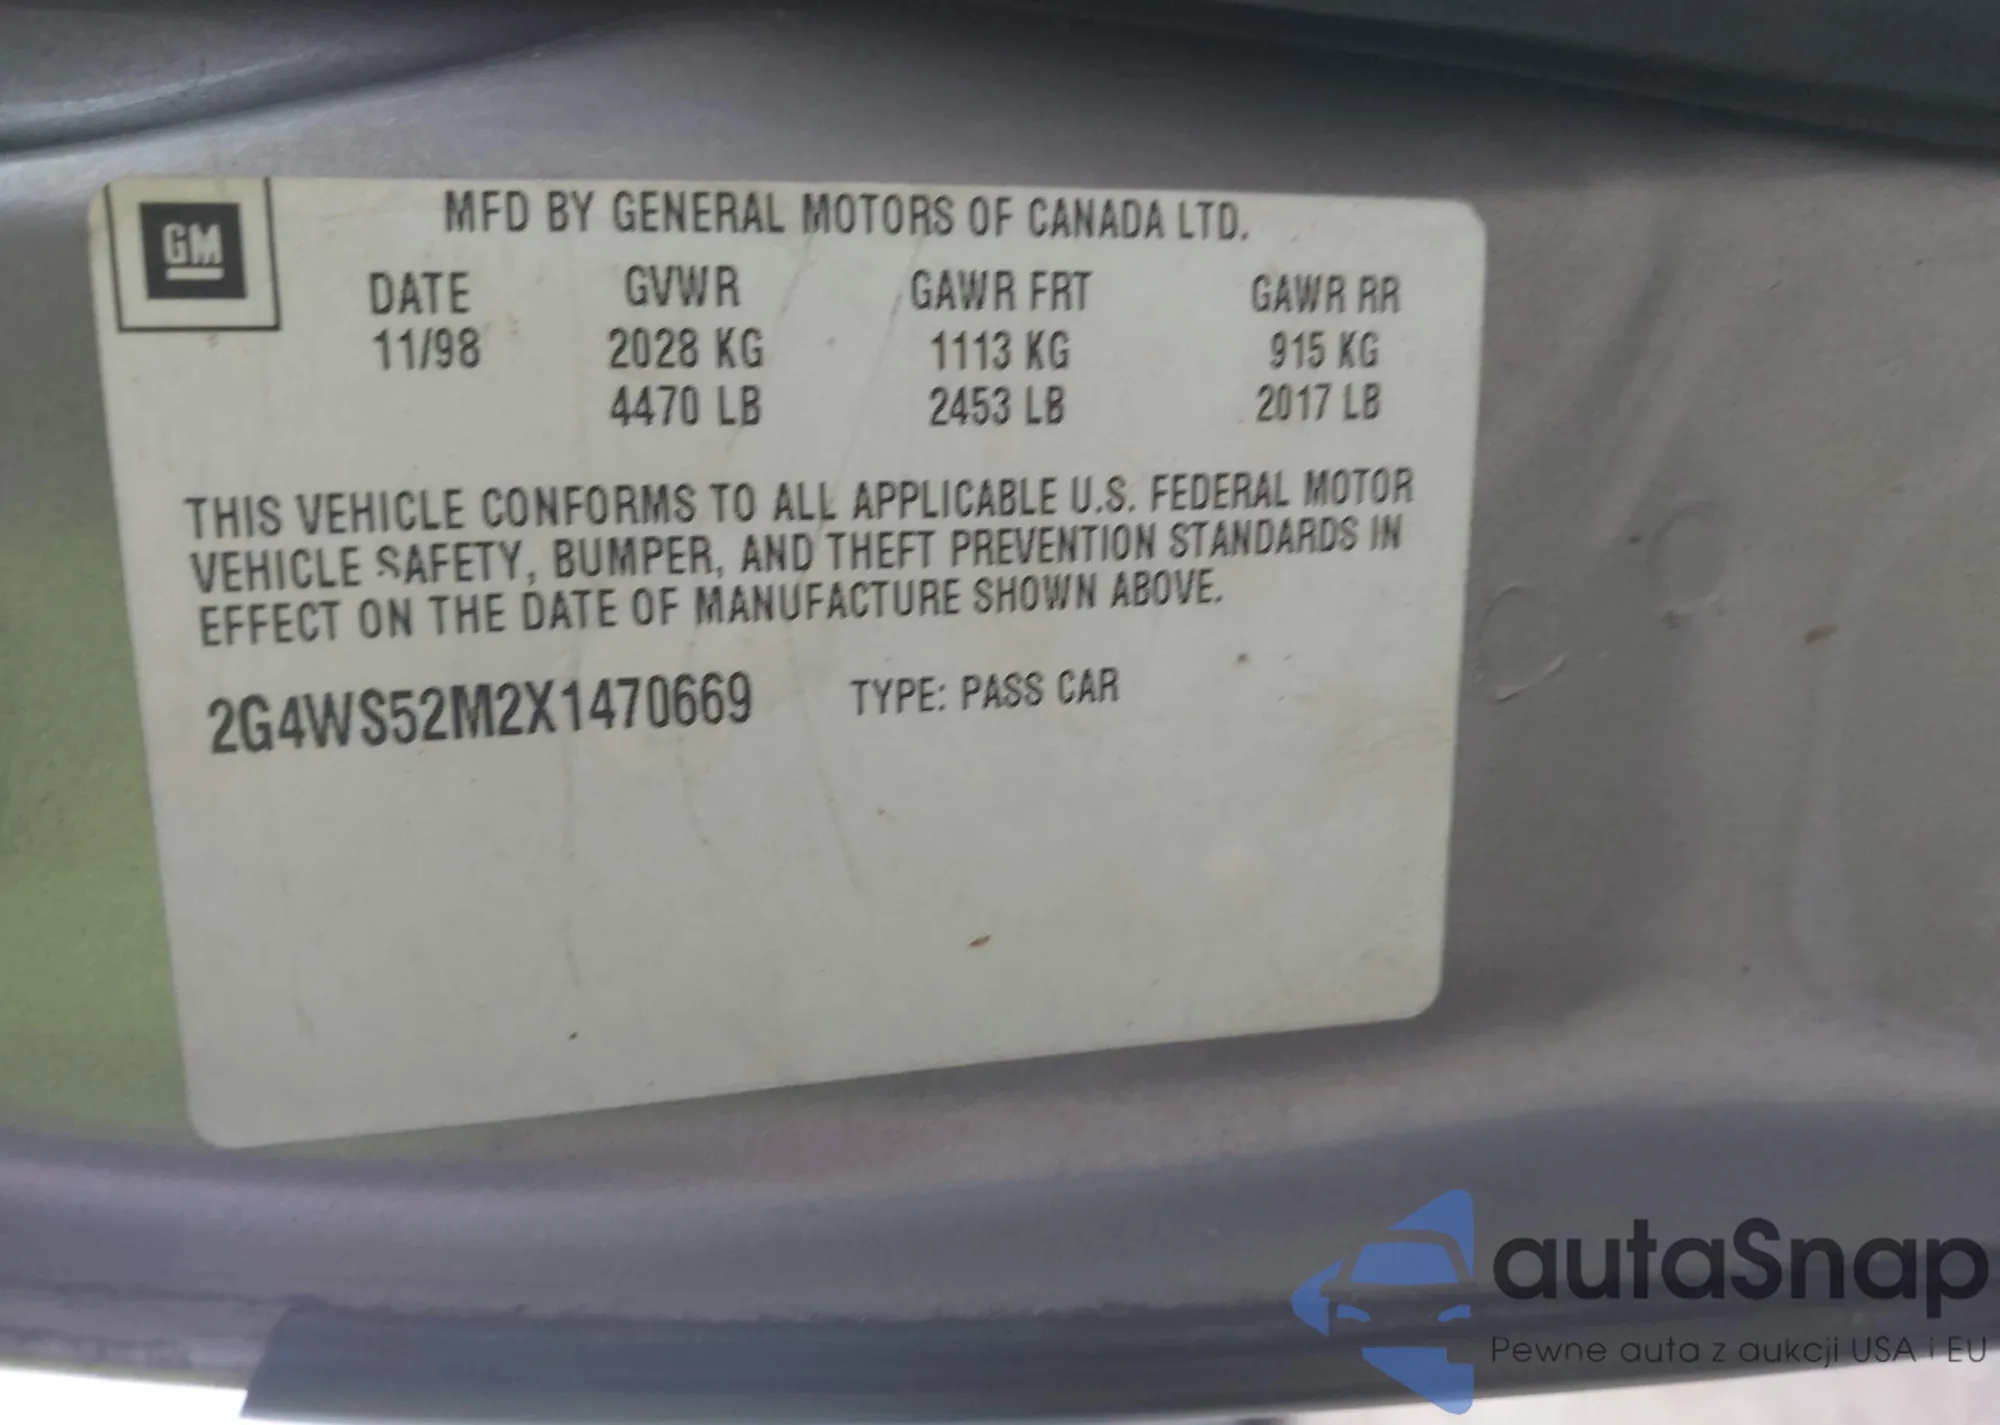 GM
MFD BY GENERAL MOTORS OF CANADA LTD.
DATE GVWR GAWR FRT GAWR RR
11/98 2028 KG 1113 KG 915 KG
4470 LB 2453 LB 2017 LB
THIS VEHICLE CONFORMS TO ALL APPLICABLE U.S. FEDERAL MOTOR
VEHICLE SAFETY, BUMPER, AND THEFT PREVENTION STANDARDS IN
EFFECT ON THE DATE OF MANUFACTURE SHOWN ABOVE.
2G4WS52M2X1470669 TYPE: PASS CAR
autaSnap
Pewne auta z aukcji USA i EU